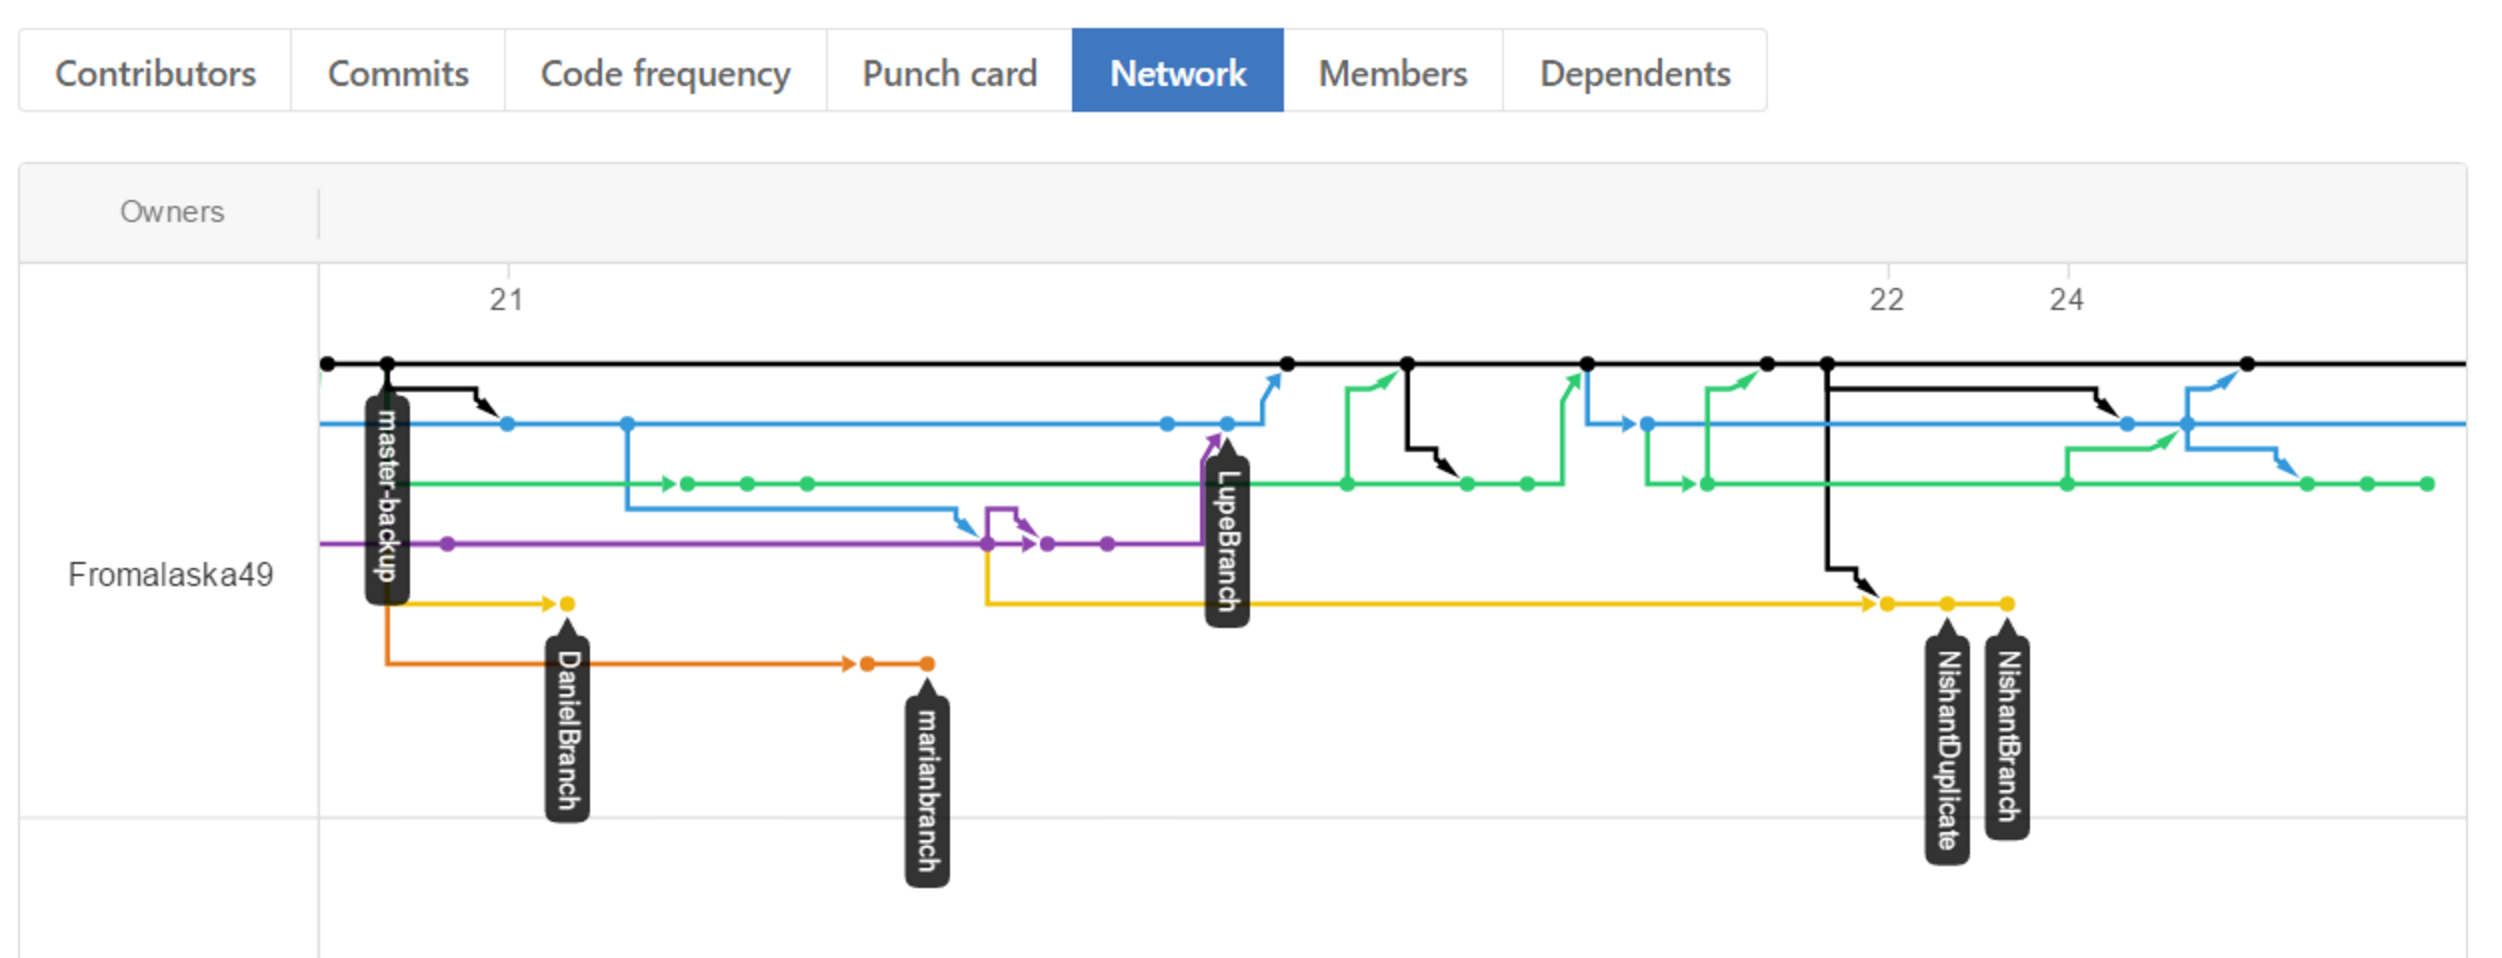 Contributors
Commits
Code frequency
Punch card
Network
Members
Dependents
Owners
21
22
24
Fromalaska49
master-backup
LupeBranch
DanielBranch
marianbranch
NishantDuplicate
NishantBranch